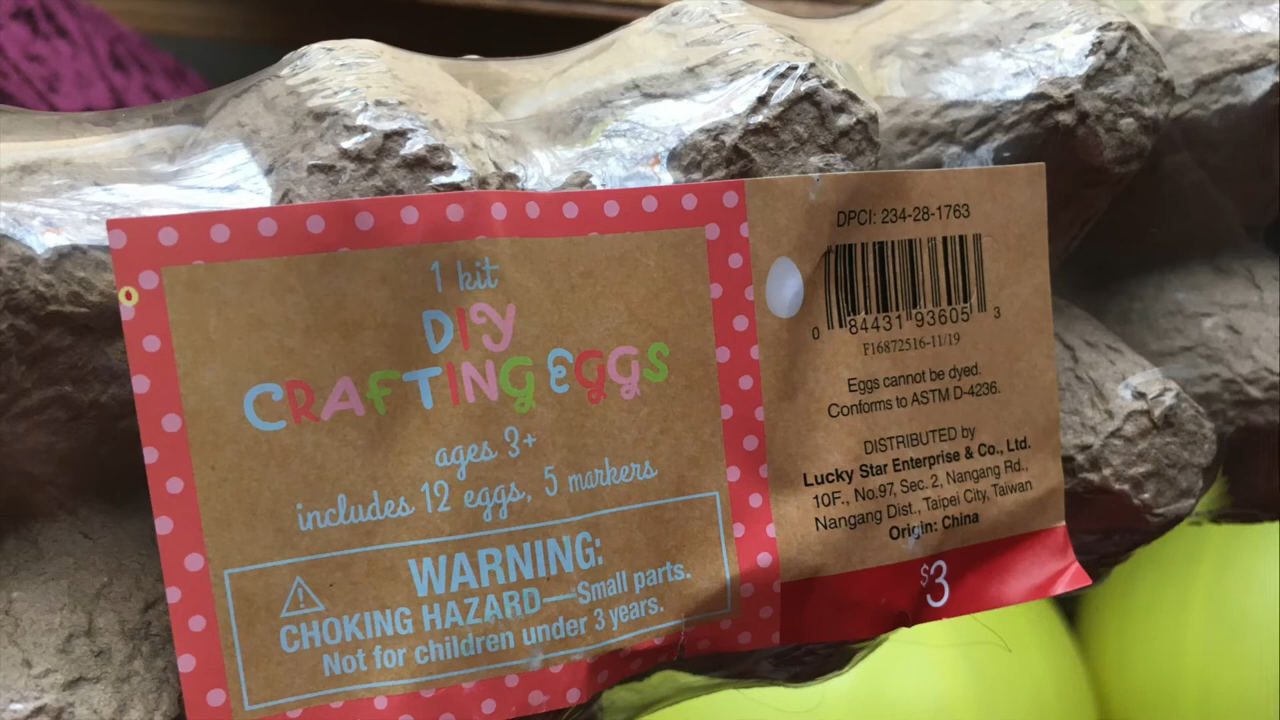 1 kit
DIY
CRAFTING EGGS
ages 3+
includes 12 eggs, 5 markers
WARNING:
CHOKING HAZARD—Small parts.
Not for children under 3 years.
DPCI: 234-28-1763
0 84431 93605 3
F16872516-11/19
Eggs cannot be dyed.
Conforms to ASTM D-4236.
DISTRIBUTED by
Lucky Star Enterprise & Co., Ltd.
10F., No.97, Sec. 2, Nangang Rd.,
Nangang Dist., Taipei City, Taiwan
Origin: China
$3